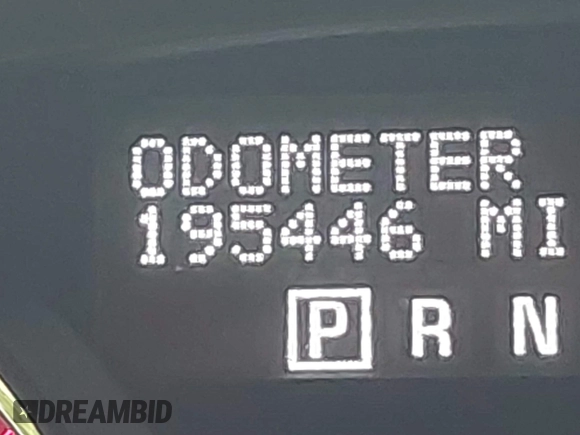 ODOMETER
195446 MI
P R N
DREAMBID